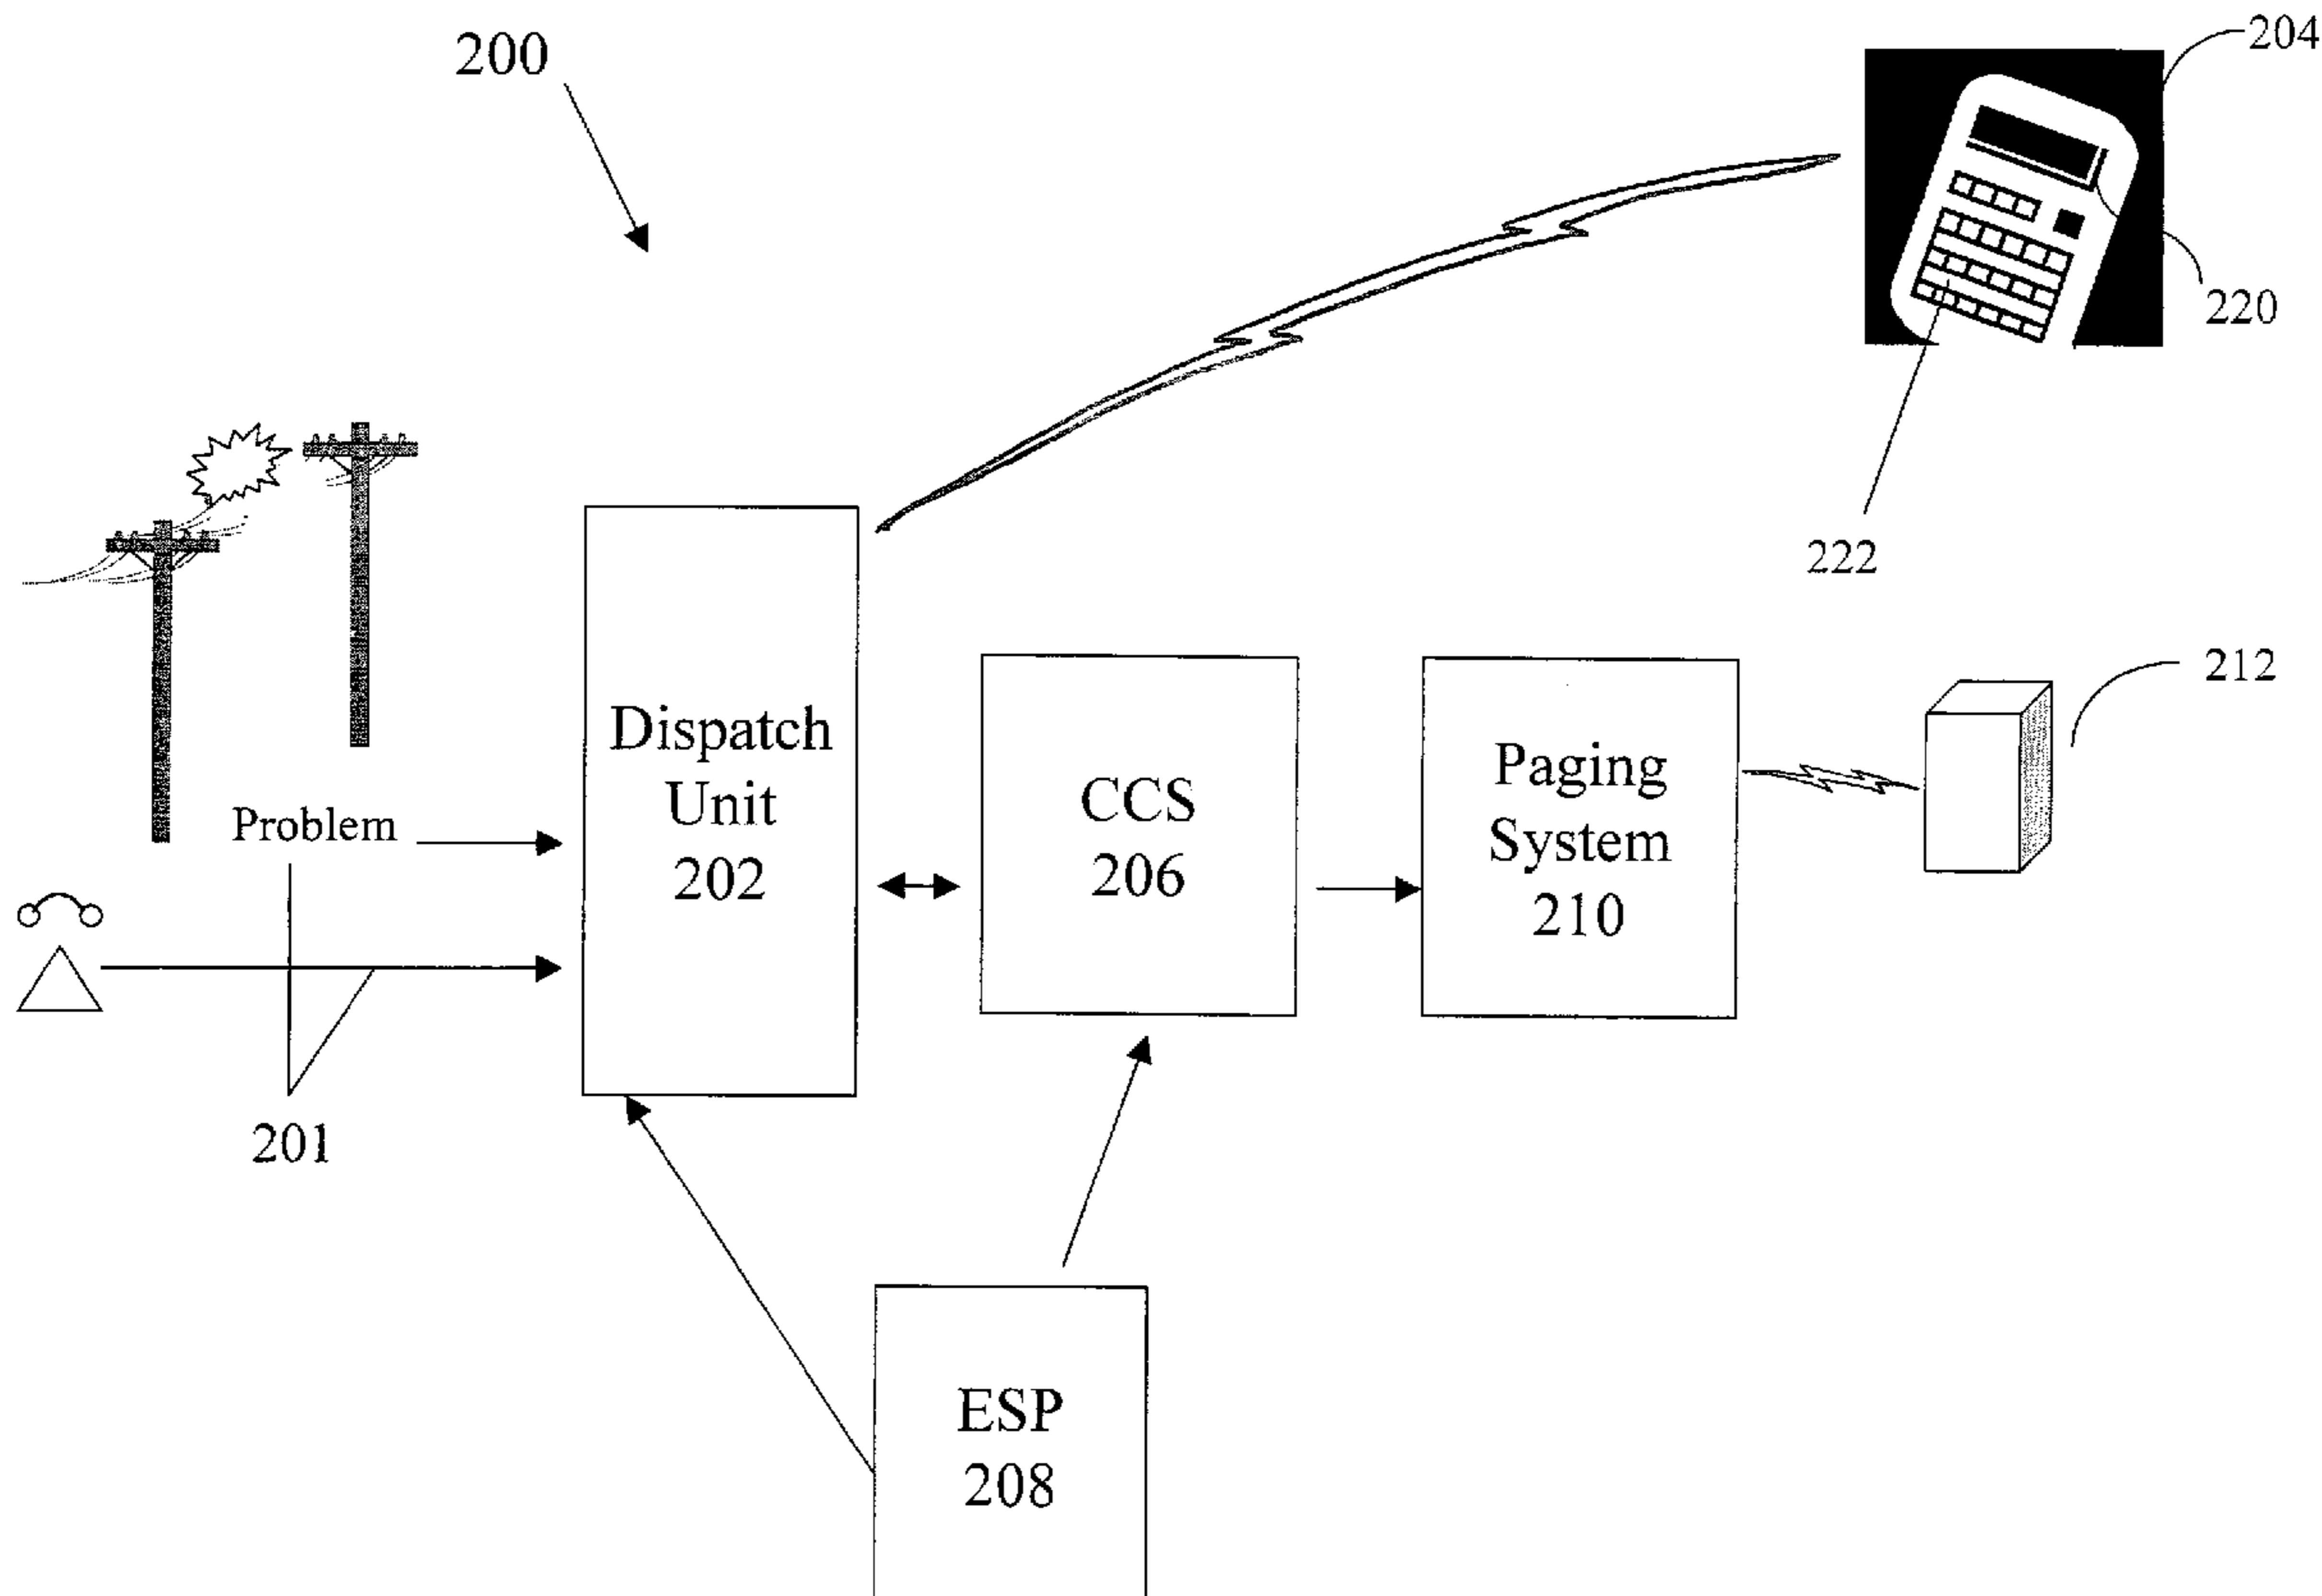 200
204
220
222
Dispatch
Unit
202
CCS
206
Paging
System
210
212
Problem
201
ESP
208